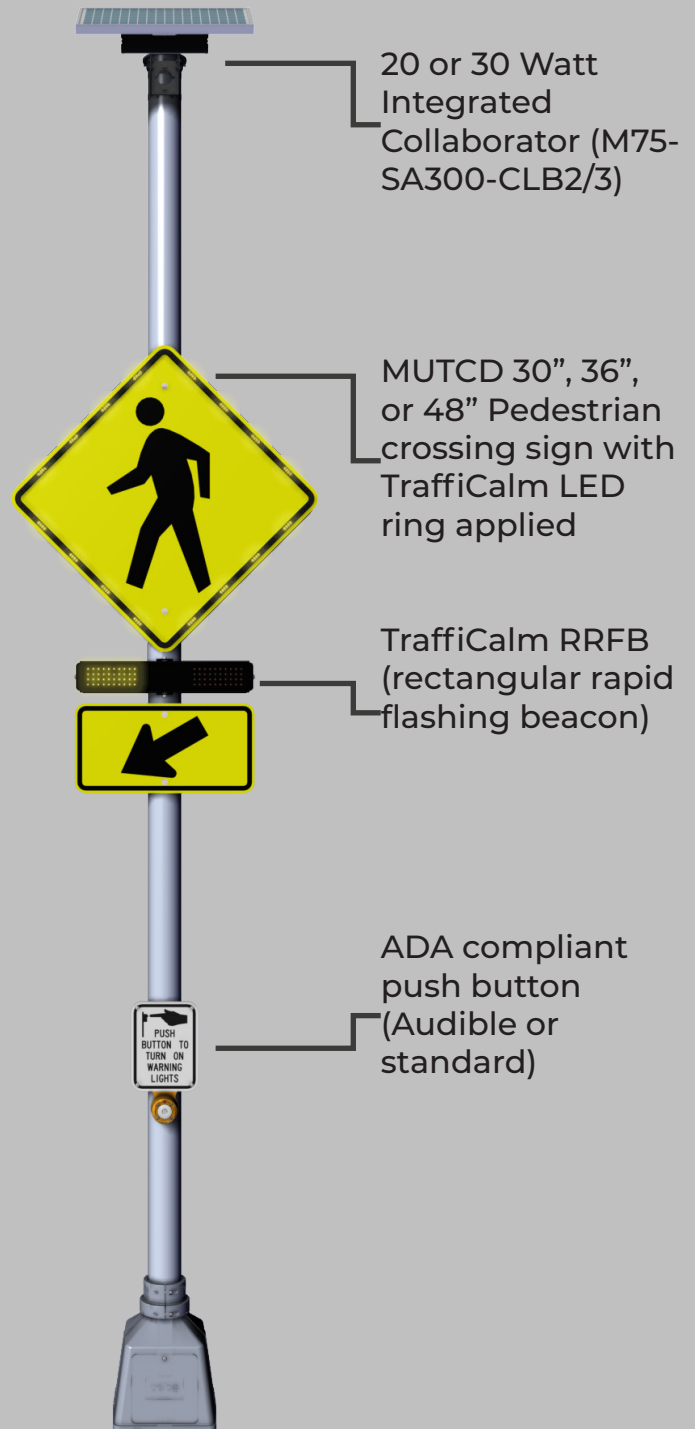 20 or 30 Watt
Integrated
Collaborator (M75-
SA300-CLB2/3)
MUTCD 30”, 36”,
or 48” Pedestrian
crossing sign with
TraffiCalm LED
ring applied
TraffiCalm RRFB
(rectangular rapid
flashing beacon)
ADA compliant
push button
(Audible or
standard)
PUSH
BUTTON TO
TURN ON
WARNING
LIGHTS